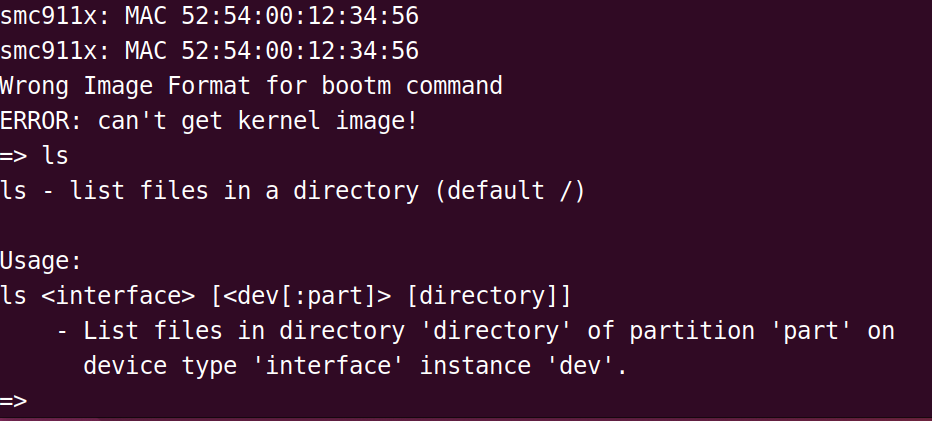 smc911x: MAC 52:54:00:12:34:56
smc911x: MAC 52:54:00:12:34:56
Wrong Image Format for bootm command
ERROR: can't get kernel image!
=> ls
ls - list files in a directory (default /)

Usage:
ls <interface> [<dev[:part]> [directory]]
    - List files in directory 'directory' of partition 'part' on
      device type 'interface' instance 'dev'.
=>